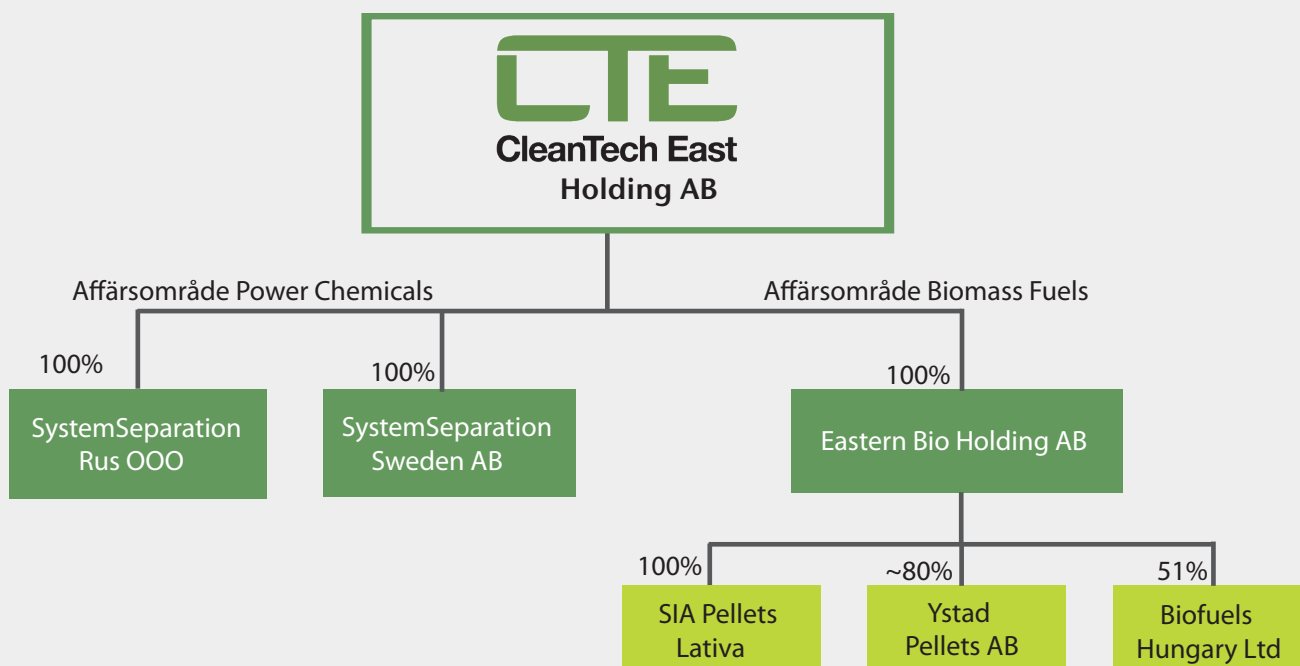 CTE
CleanTech East
Holding AB
Affärsområde Power Chemicals
Affärsområde Biomass Fuels
100%
100%
100%
SystemSeparation
Rus OOO
SystemSeparation
Sweden AB
Eastern Bio Holding AB
100%
~80%
51%
SIA Pellets
Lativa
Ystad
Pellets AB
Biofuels
Hungary Ltd